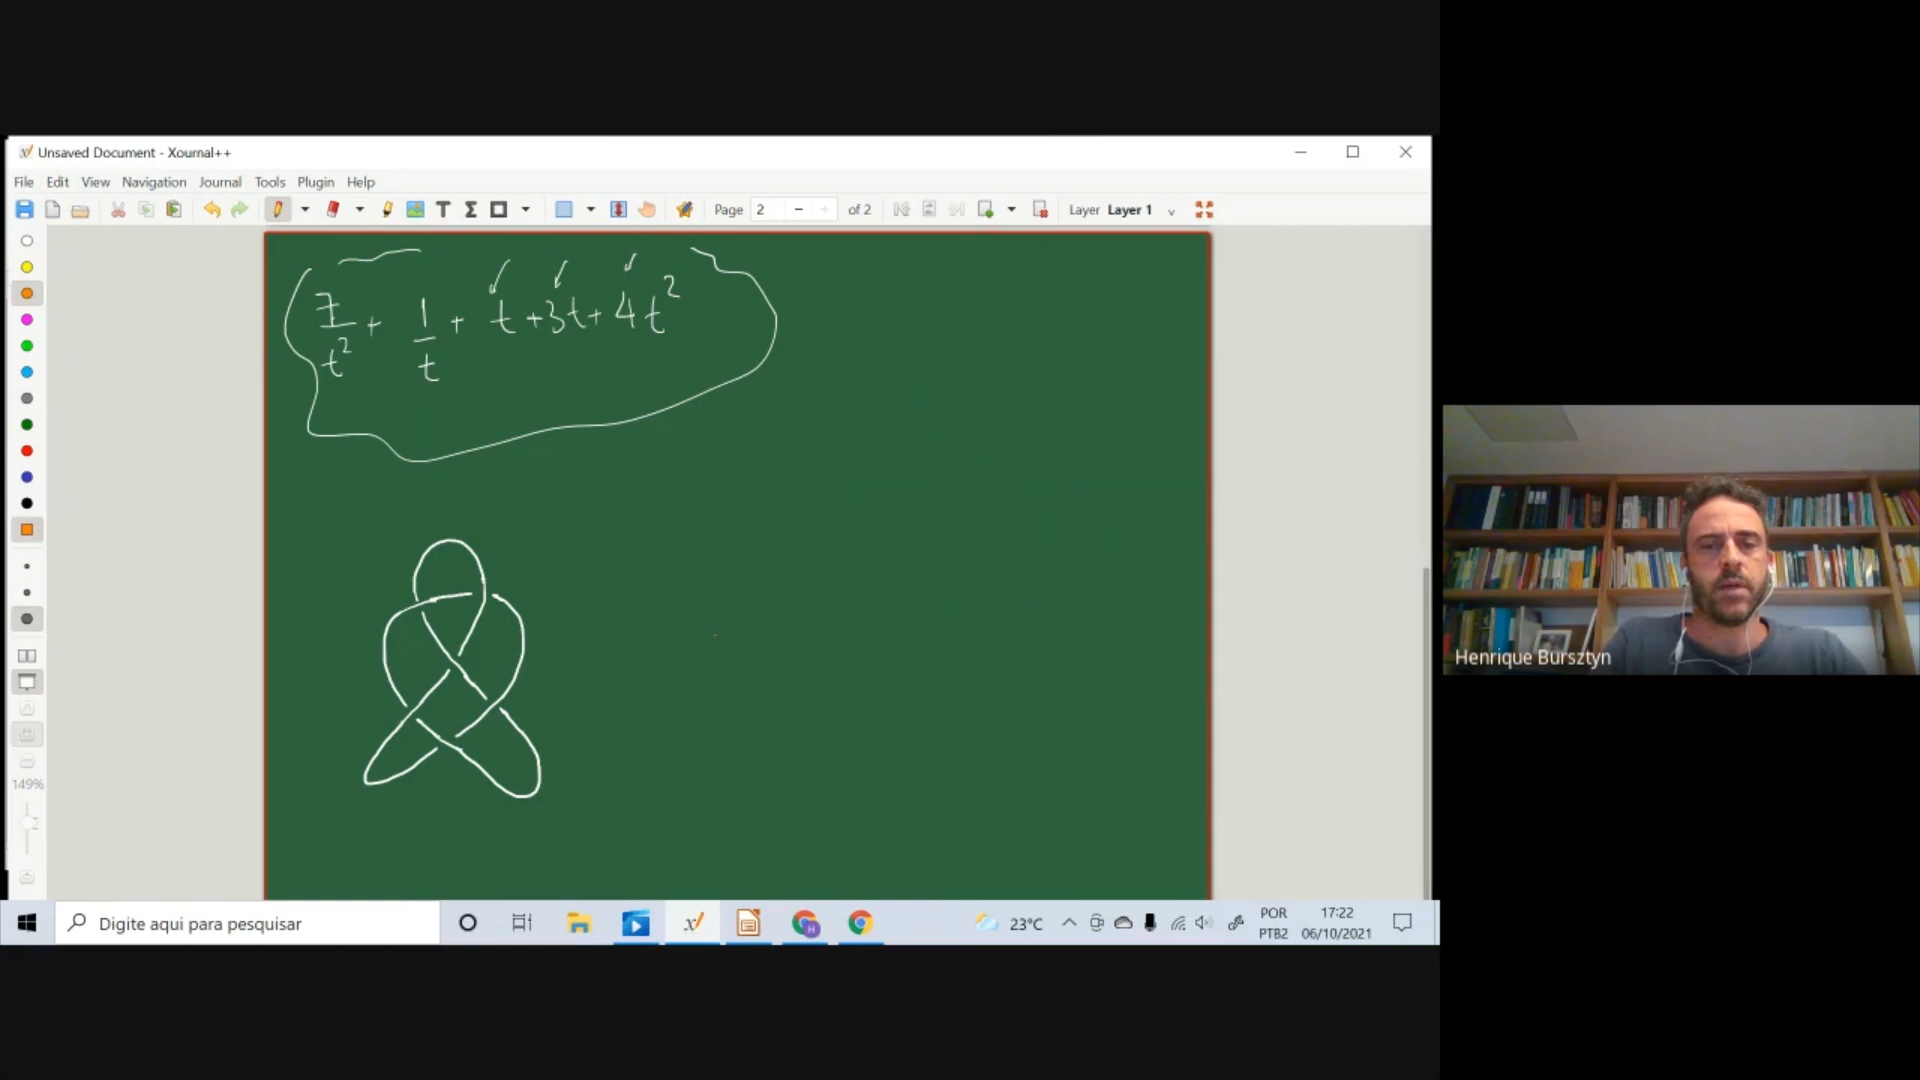 Unsaved Document - Xournal++
File Edit View Navigation Journal Tools Plugin Help
Page 2 of 2 Layer Layer 1
7/t² + 1/t + t + 3t + 4t²
149%
Henrique Bursztyn
Digite aqui para pesquisar
23°C
POR
PTB2
17:22
06/10/2021